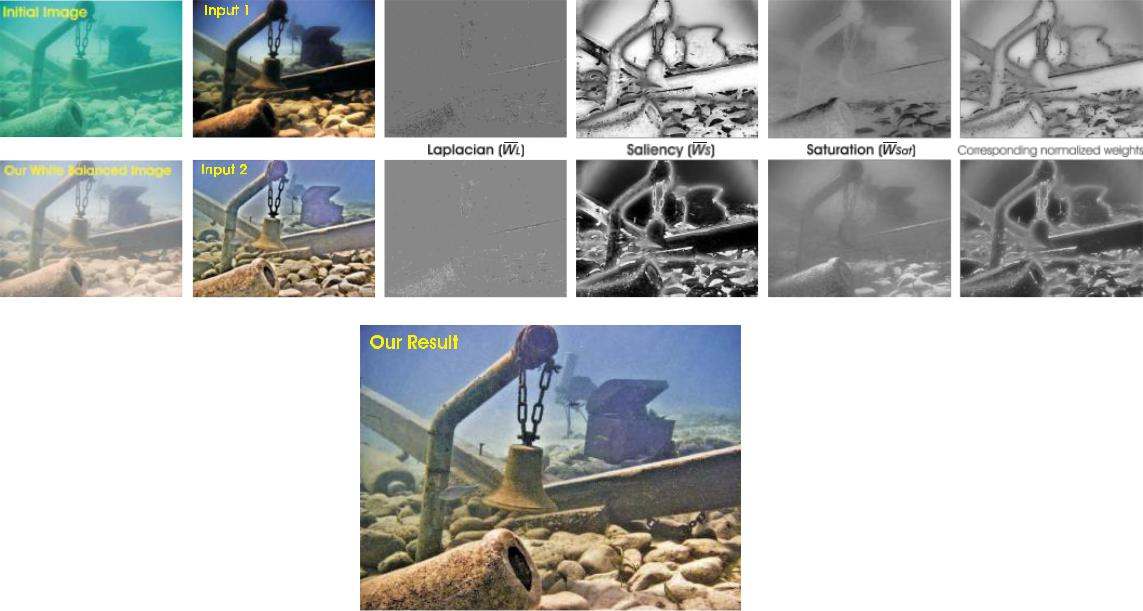 Initial Image
Input 1
Laplacian (W̅L)
Saliency (W̅S)
Saturation (W̅Sat)
Corresponding normalized weights
Our White Balanced Image
Input 2
Our Result